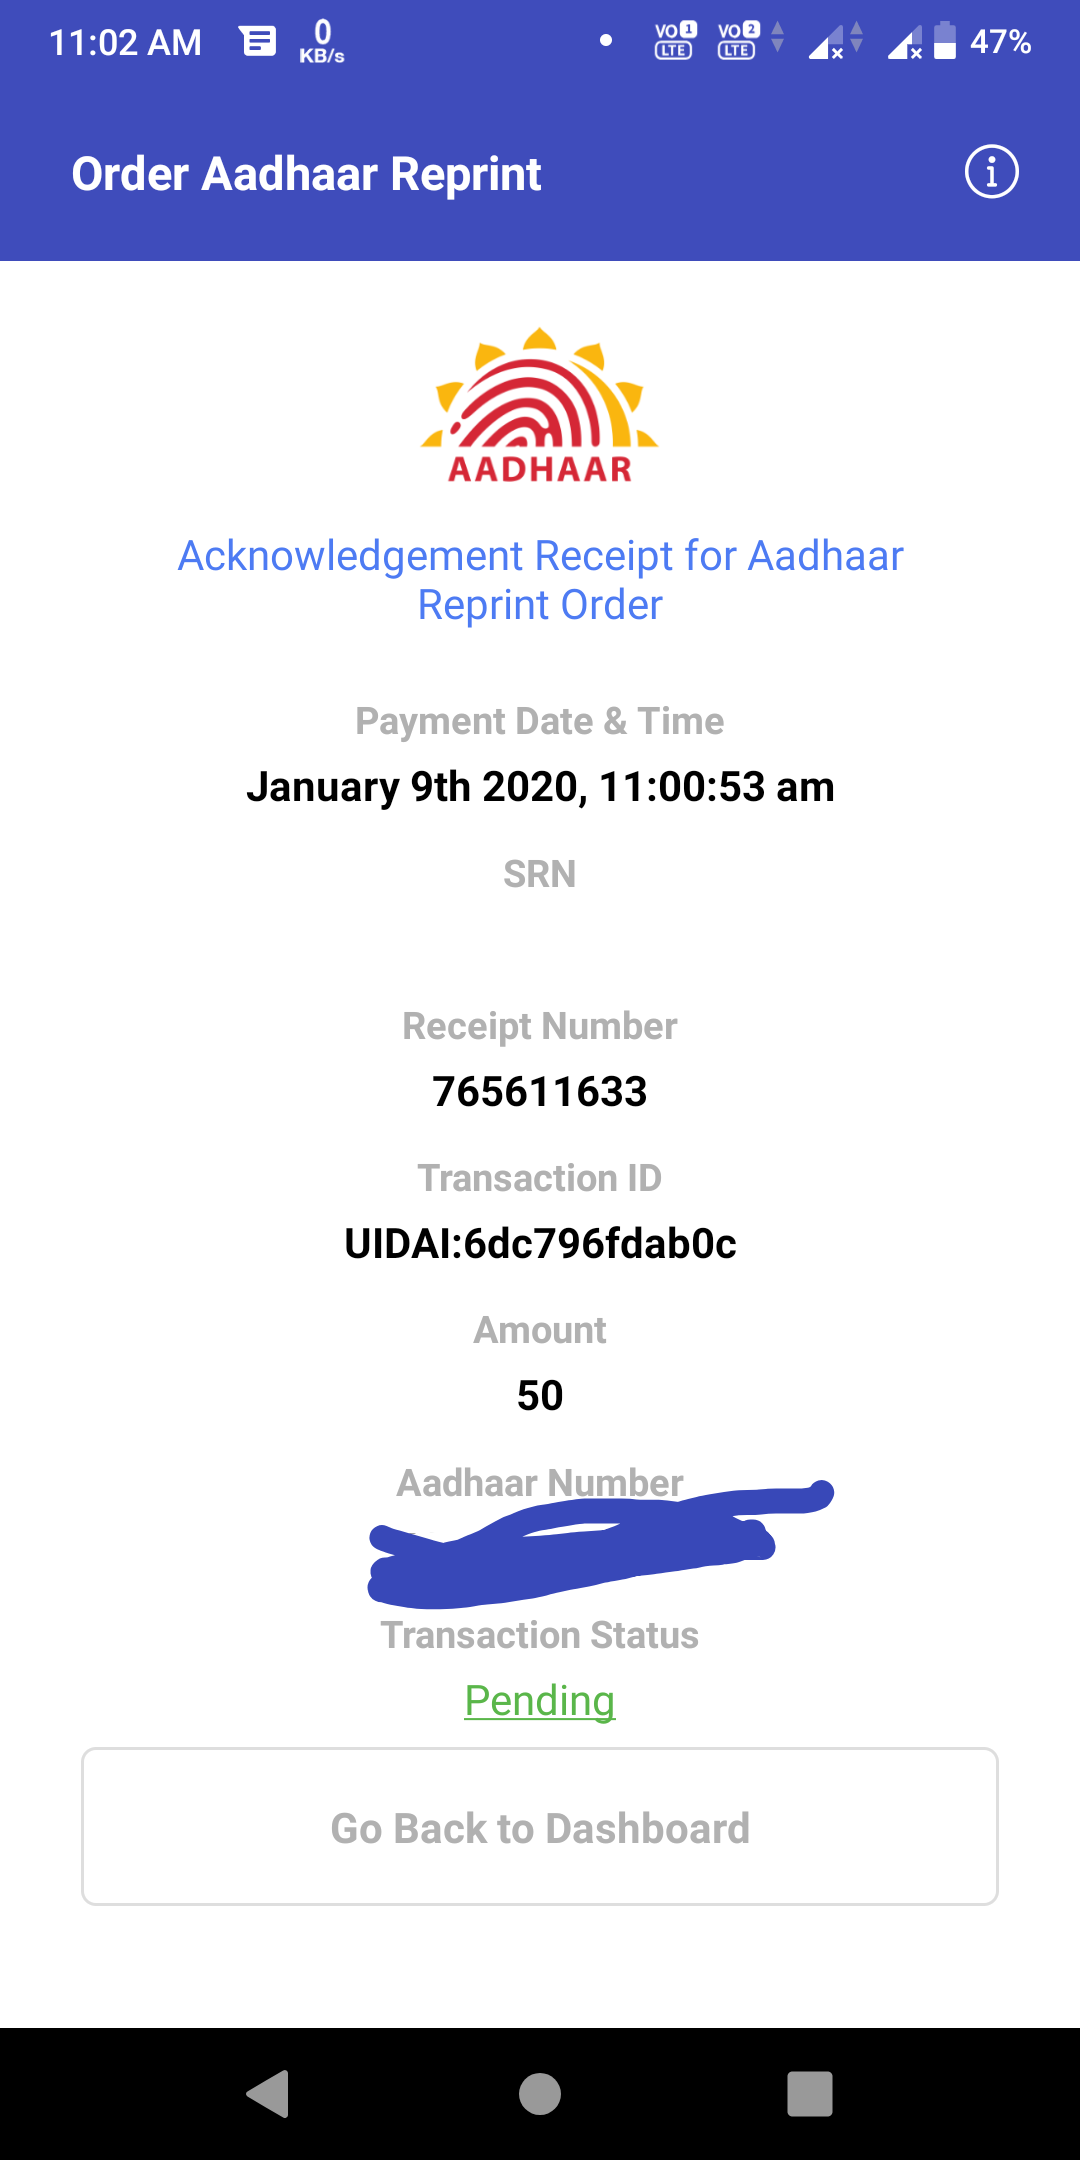 11:02 AM 0 KB/s VO 1 LTE VO 2 LTE 47%
Order Aadhaar Reprint
AADHAAR
Acknowledgement Receipt for Aadhaar
Reprint Order
Payment Date & Time
January 9th 2020, 11:00:53 am
SRN
Receipt Number
765611633
Transaction ID
UIDAI:6dc796fdab0c
Amount
50
Aadhaar Number
Transaction Status
Pending
Go Back to Dashboard